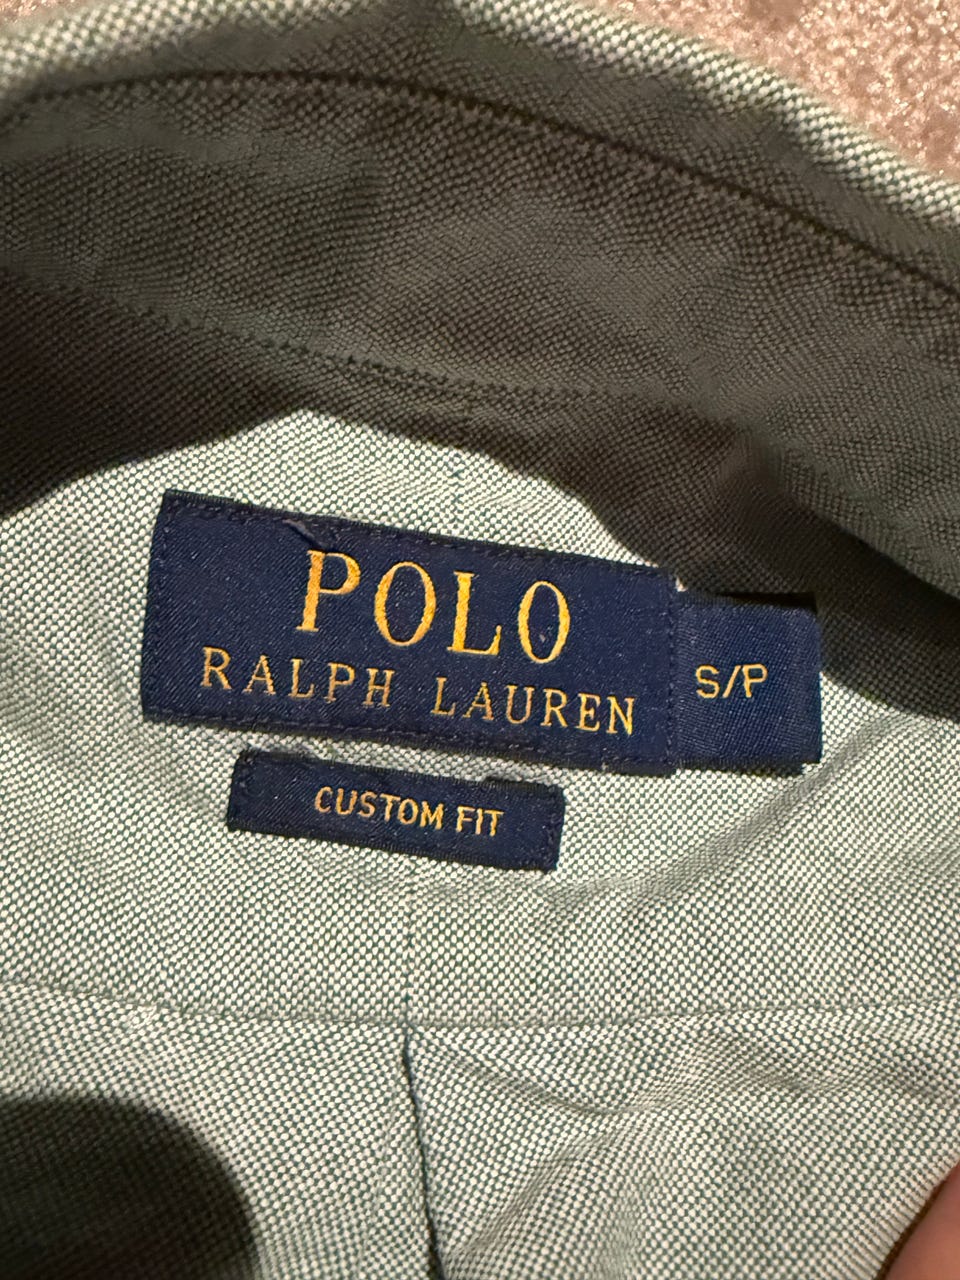 POLO
RALPH LAUREN
S/P
CUSTOM FIT